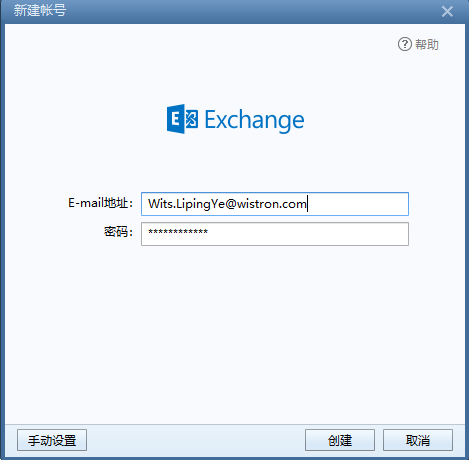 新建帐号
帮助
Exchange
E-mail地址: Wits.LipingYe@wistron.com
密码: ************
手动设置 创建 取消